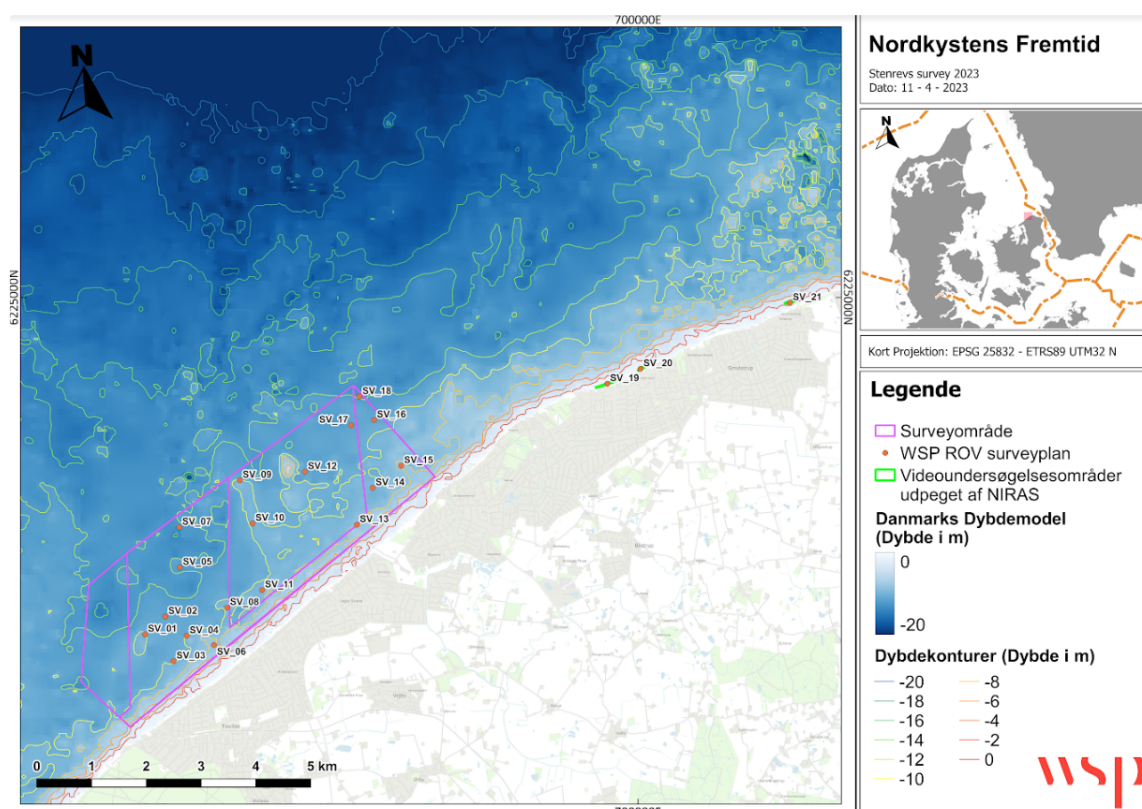 700000E
Nordkystens Fremtid
Stenrevs survey 2023
Dato: 11 - 4 - 2023
N
N
6225000N
6225000N
SV_21
SV_20
SV_19
SV_18
SV_17
SV_16
SV_15
SV_12
SV_09
SV_14
SV_10
SV_13
SV_07
SV_05
SV_11
SV_08
SV_02
SV_01
SV_04
SV_06
SV_03
0 1 2 3 4 5 km
Kort Projektion: EPSG 25832 - ETRS89 UTM32 N
Legende
Surveyområde
WSP ROV surveyplan
Videoundersøgelsesområder
udpeget af NIRAS
Danmarks Dybdemodel
(Dybde i m)
0
-20
Dybdekonturer (Dybde i m)
-20
-18
-16
-14
-12
-10
-8
-6
-4
-2
0
wsp